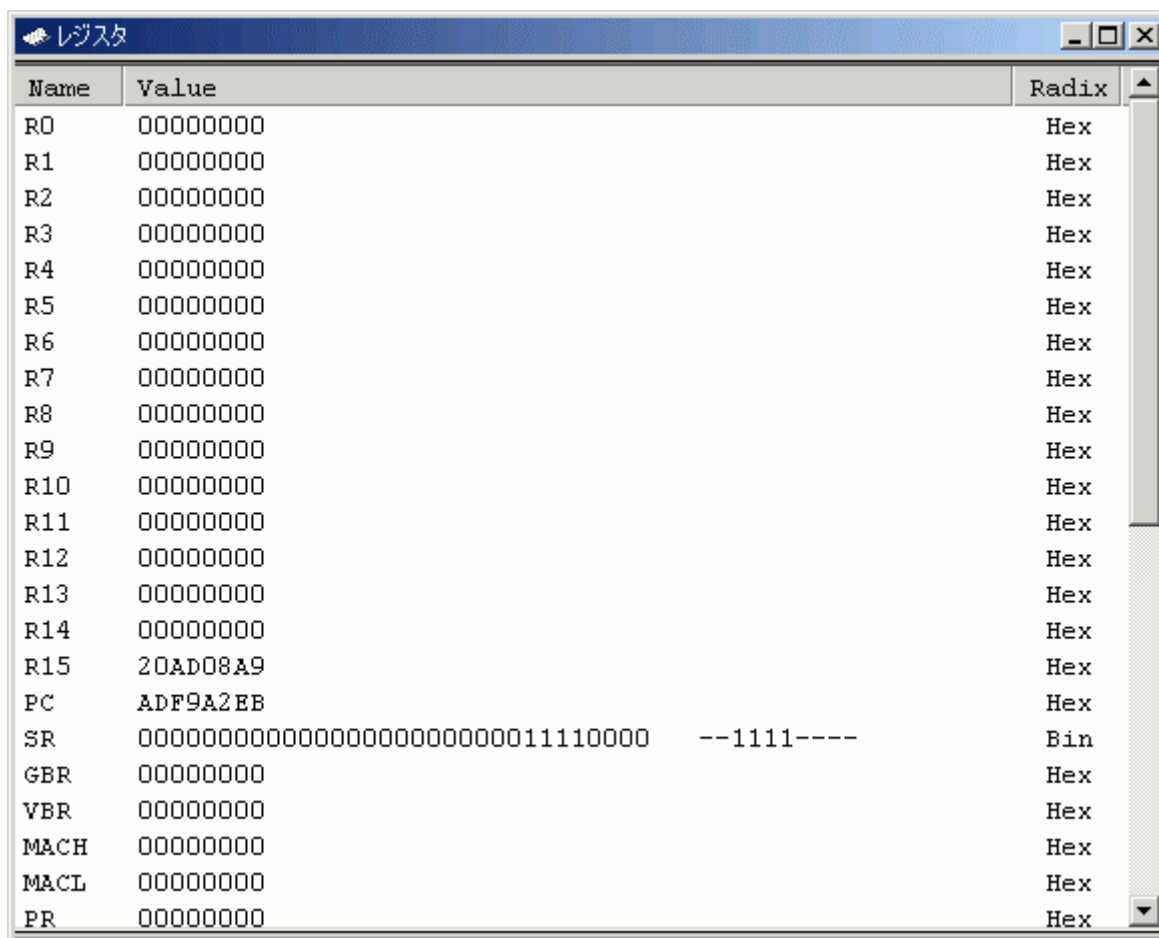 レジスタ
Name Value Radix
R0 00000000 Hex
R1 00000000 Hex
R2 00000000 Hex
R3 00000000 Hex
R4 00000000 Hex
R5 00000000 Hex
R6 00000000 Hex
R7 00000000 Hex
R8 00000000 Hex
R9 00000000 Hex
R10 00000000 Hex
R11 00000000 Hex
R12 00000000 Hex
R13 00000000 Hex
R14 00000000 Hex
R15 20AD08A9 Hex
PC ADF9A2EB Hex
SR 00000000000000000000000011110000 --1111---- Bin
GBR 00000000 Hex
VBR 00000000 Hex
MACH 00000000 Hex
MACL 00000000 Hex
PR 00000000 Hex